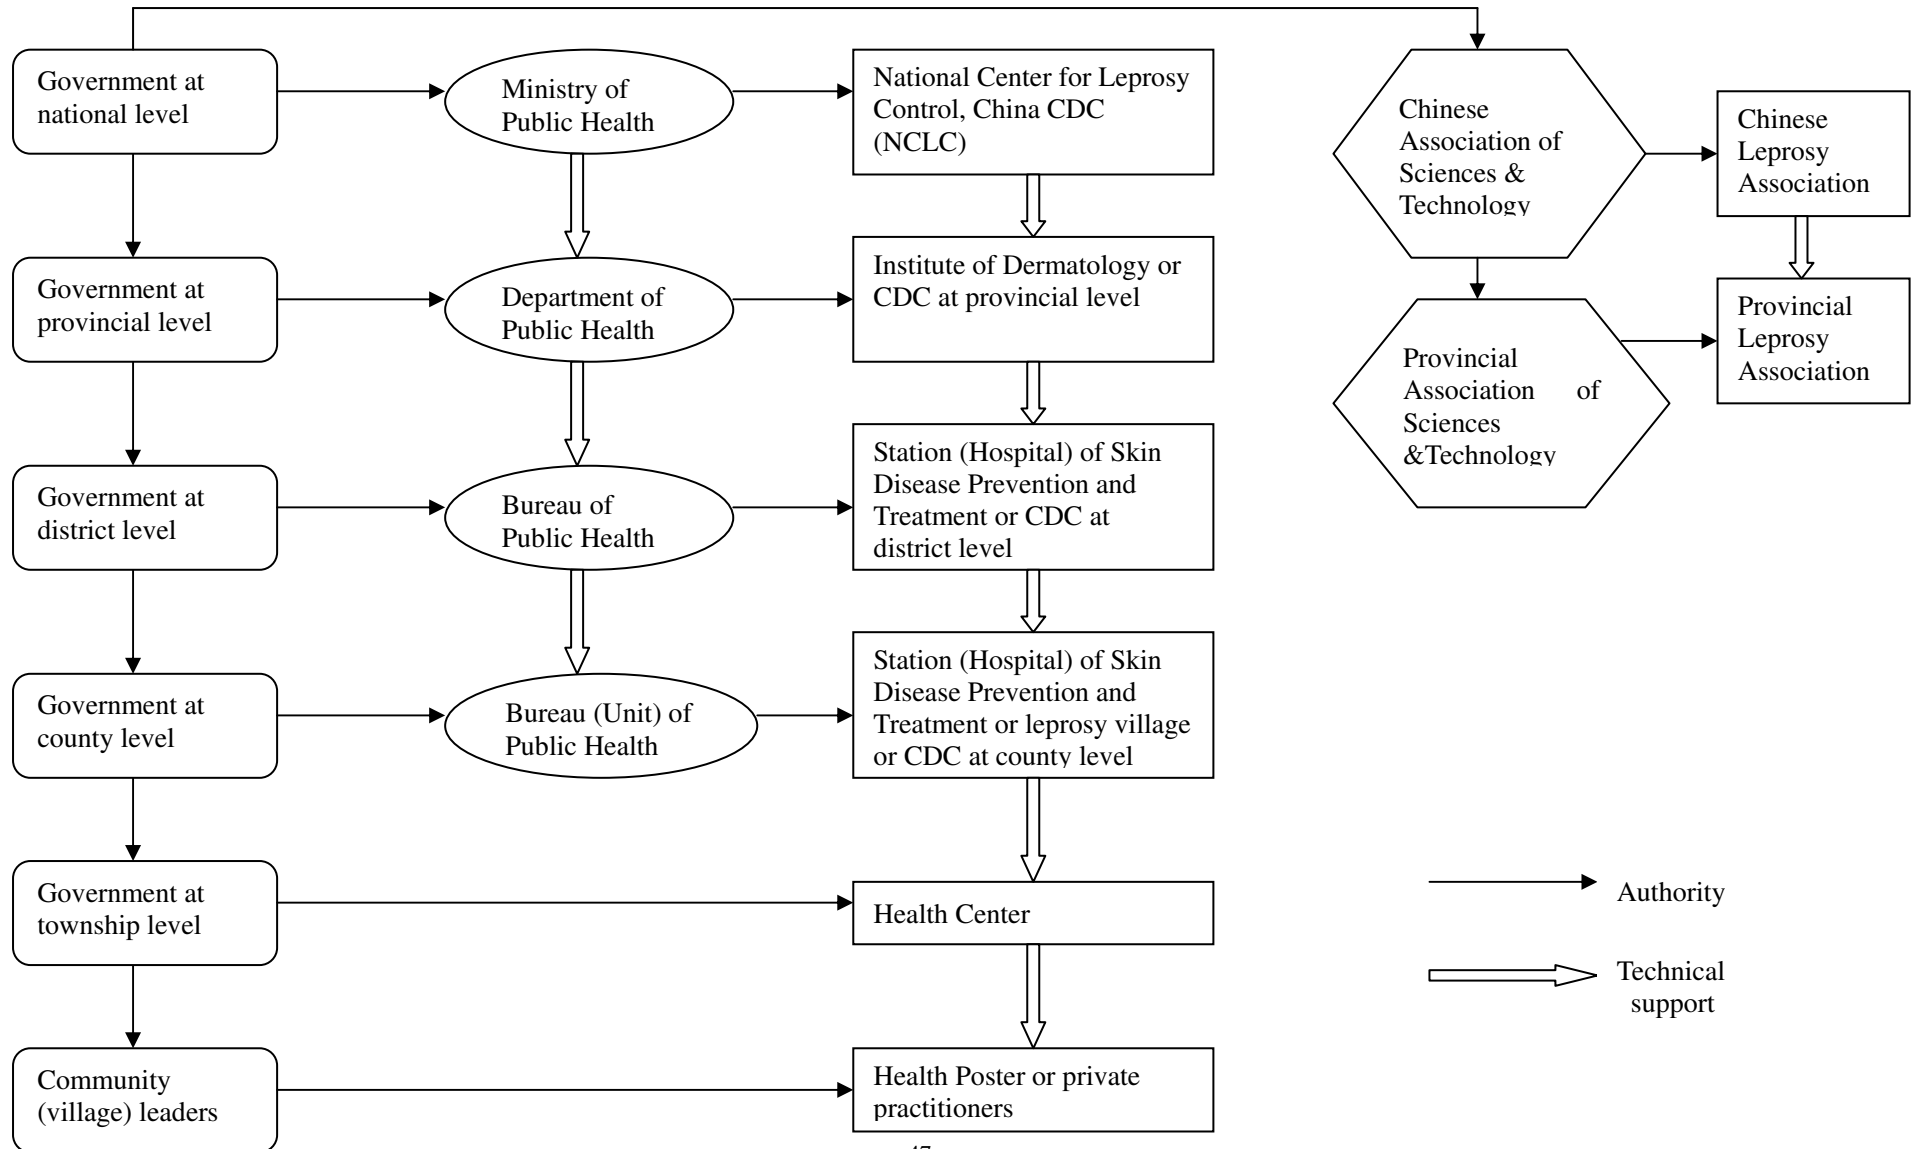 Government at
national level
Ministry of
Public Health
National Center for Leprosy
Control, China CDC
(NCLC)
Chinese
Association of
Sciences &
Technology
Chinese
Leprosy
Association
Government at
provincial level
Department of
Public Health
Institute of Dermatology or
CDC at provincial level
Provincial
Association of
Sciences
&Technology
Provincial
Leprosy
Association
Government at
district level
Bureau of
Public Health
Station (Hospital) of Skin
Disease Prevention and
Treatment or CDC at
district level
Government at
county level
Bureau (Unit) of
Public Health
Station (Hospital) of Skin
Disease Prevention and
Treatment or leprosy village
or CDC at county level
Government at
township level
Health Center
Authority
Technical
support
Community
(village) leaders
Health Poster or private
practitioners